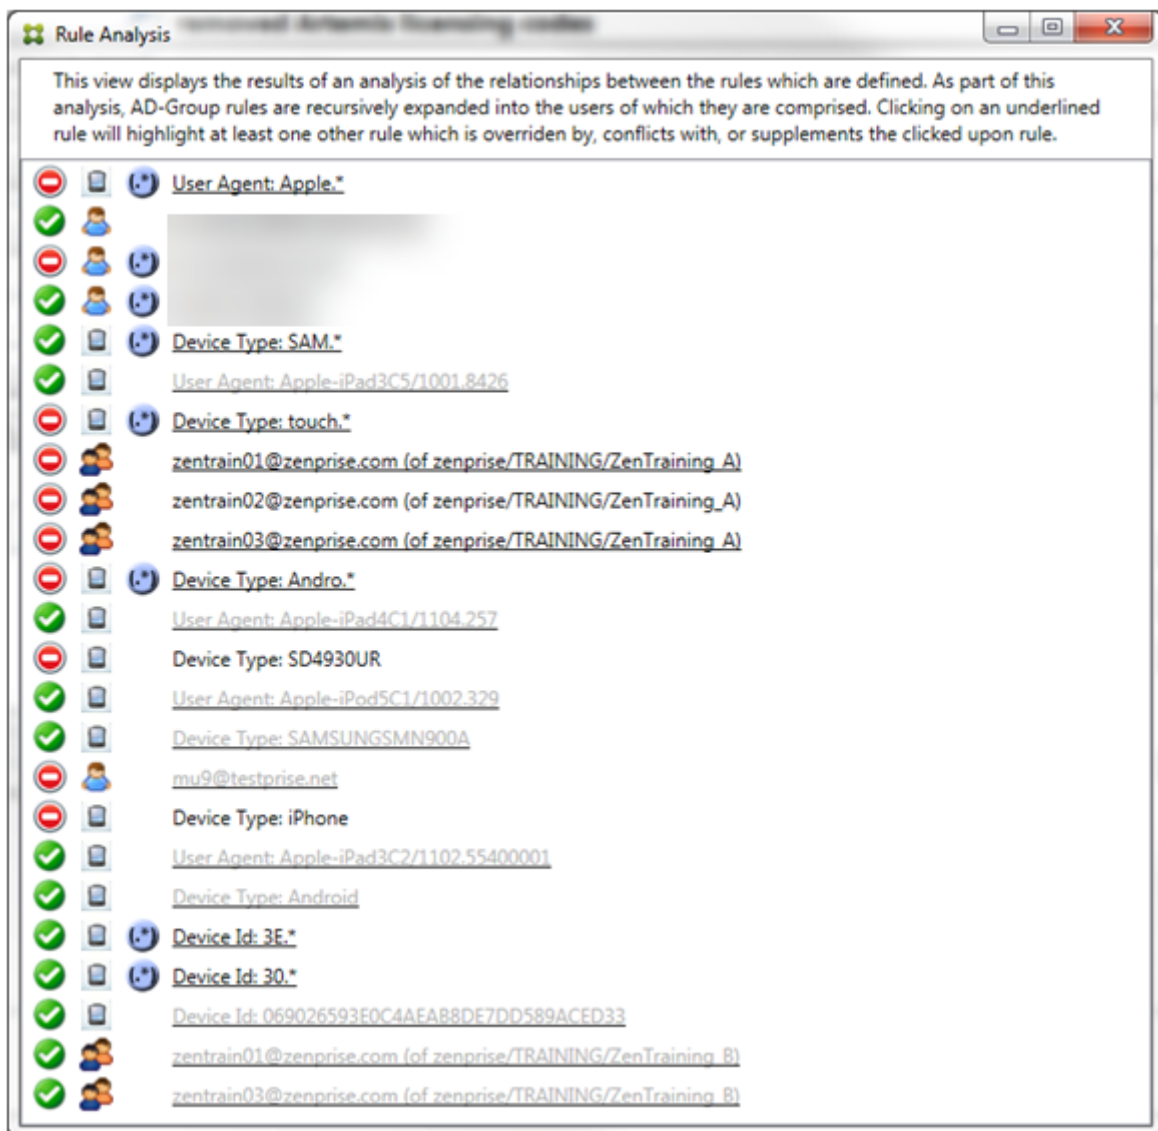 removed Artemis licensing codes
Rule Analysis
This view displays the results of an analysis of the relationships between the rules which are defined. As part of this
analysis, AD-Group rules are recursively expanded into the users of which they are comprised. Clicking on an underlined
rule will highlight at least one other rule which is overriden by, conflicts with, or supplements the clicked upon rule.
(.*) User Agent: Apple.*
(.*)
(.*)
(.*) Device Type: SAM.*
User Agent: Apple-iPad3C5/1001.8426
(.*) Device Type: touch.*
zentrain01@zenprise.com (of zenprise/TRAINING/ZenTraining_A)
zentrain02@zenprise.com (of zenprise/TRAINING/ZenTraining_A)
zentrain03@zenprise.com (of zenprise/TRAINING/ZenTraining_A)
(.*) Device Type: Andro.*
User Agent: Apple-iPad4C1/1104.257
Device Type: SD4930UR
User Agent: Apple-iPod5C1/1002.329
Device Type: SAMSUNGSMN900A
mu9@testprise.net
Device Type: iPhone
User Agent: Apple-iPad3C2/1102.55400001
Device Type: Android
(.*) Device Id: 3E.*
(.*) Device Id: 30.*
Device Id: 069026593E0C4AEAB8DE7DD589ACED33
zentrain01@zenprise.com (of zenprise/TRAINING/ZenTraining_B)
zentrain03@zenprise.com (of zenprise/TRAINING/ZenTraining_B)